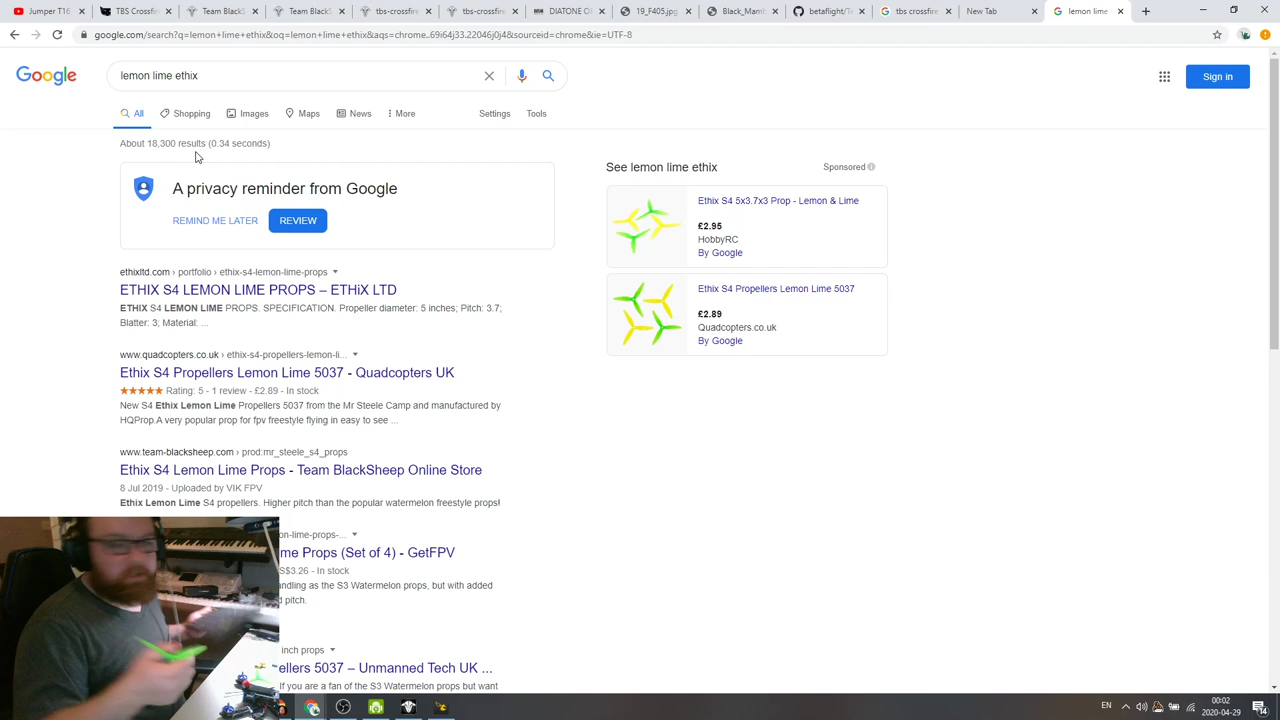 Jumper T16
TBS Crossfir
Team BlackS
Team BlackS
tbs-crossfire
tbs-crossfire
DIATONE Of
19_F405.jpg
Black_Mamb
betaflight/Te
tbs crossfire
New Tab
lemon lime
google.com/search?q=lemon+lime+ethix&oq=lemon+lime+ethix&aqs=chrome..69i64j33.22046j0j4&sourceid=chrome&ie=UTF-8
Google
lemon lime ethix
Sign in
All
Shopping
Images
Maps
News
More
Settings
Tools
About 18,300 results (0.34 seconds)
A privacy reminder from Google
REMIND ME LATER
REVIEW
ethixltd.com › portfolio › ethix-s4-lemon-lime-props
ETHIX S4 LEMON LIME PROPS – ETHiX LTD
ETHIX S4 LEMON LIME PROPS. SPECIFICATION. Propeller diameter: 5 inches; Pitch: 3.7;
Blatter: 3; Material: ...
www.quadcopters.co.uk › ethix-s4-propellers-lemon-li...
Ethix S4 Propellers Lemon Lime 5037 - Quadcopters UK
Rating: 5 - 1 review - £2.89 - In stock
New S4 Ethix Lemon Lime Propellers 5037 from the Mr Steele Camp and manufactured by
HQProp.A very popular prop for fpv freestyle flying in easy to see ...
www.team-blacksheep.com › prod:mr_steele_s4_props
Ethix S4 Lemon Lime Props - Team BlackSheep Online Store
8 Jul 2019 - Uploaded by VIK FPV
Ethix Lemon Lime S4 propellers. Higher pitch than the popular watermelon freestyle props!
on-lime-props-...
me Props (Set of 4) - GetFPV
S$3.26 - In stock
andling as the S3 Watermelon props, but with added
d pitch.
inch props
ellers 5037 – Unmanned Tech UK ...
If you are a fan of the S3 Watermelon props but want
See lemon lime ethix
Sponsored
Ethix S4 5x3.7x3 Prop - Lemon & Lime
£2.95
HobbyRC
By Google
Ethix S4 Propellers Lemon Lime 5037
£2.89
Quadcopters.co.uk
By Google
EN
00:02
2020-04-29
14